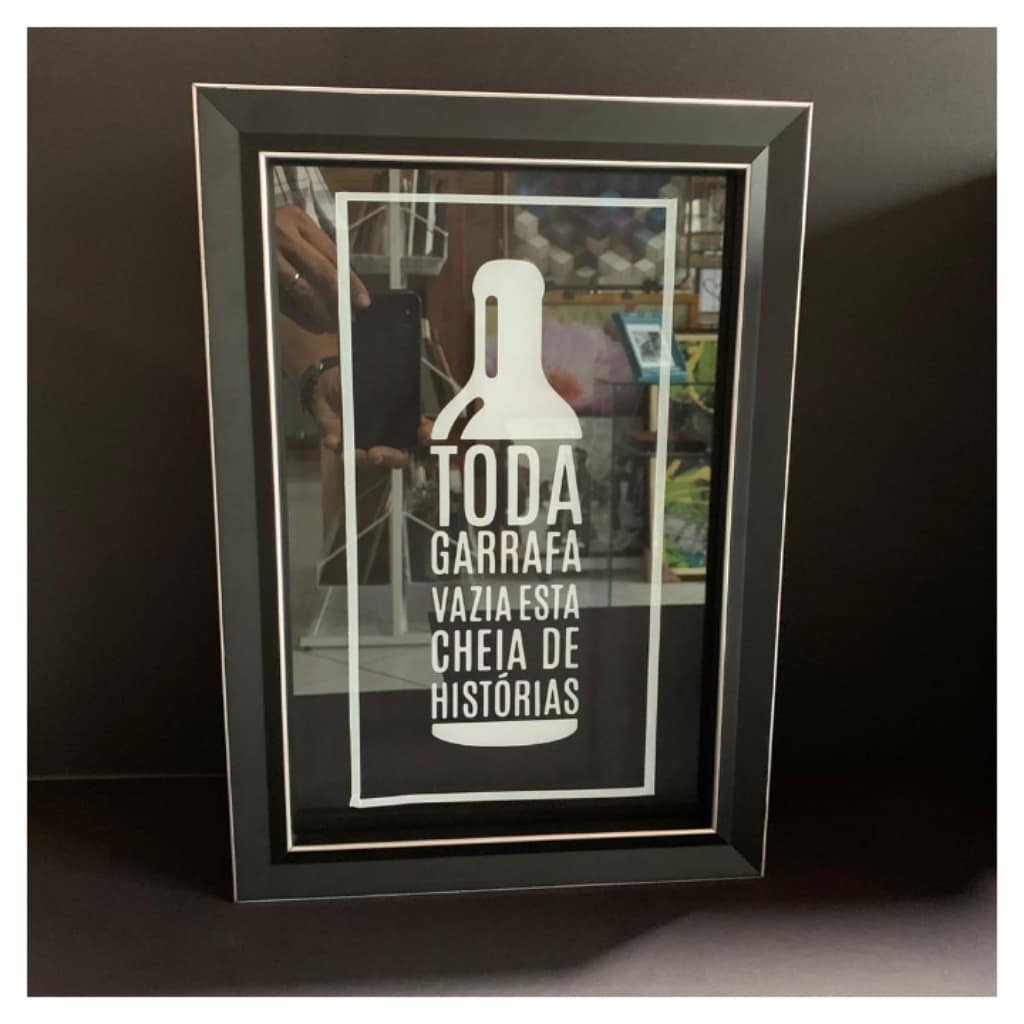 TODA
GARRAFA
VAZIA ESTA
CHEIA DE
HISTÓRIAS